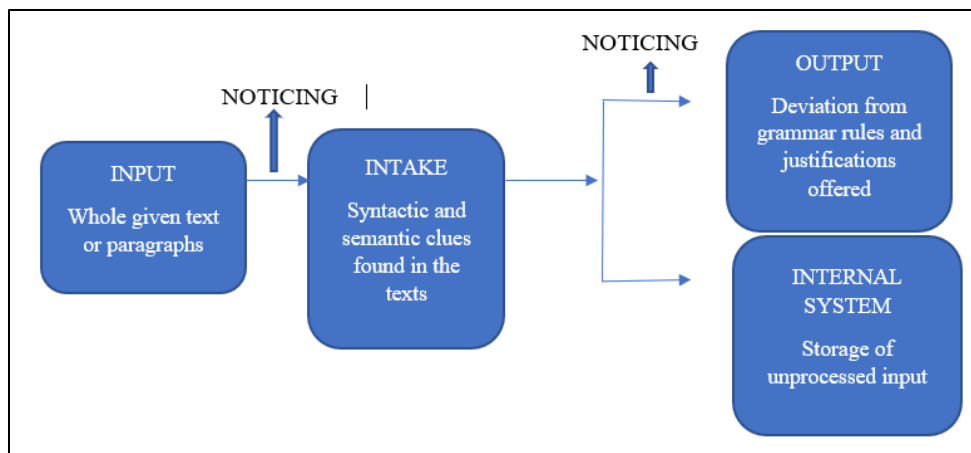 NOTICING
INPUT
Whole given text
or paragraphs
INTAKE
Syntactic and
semantic clues
found in the
texts
NOTICING
OUTPUT
Deviation from
grammar rules and
justifications
offered
INTERNAL
SYSTEM
Storage of
unprocessed input